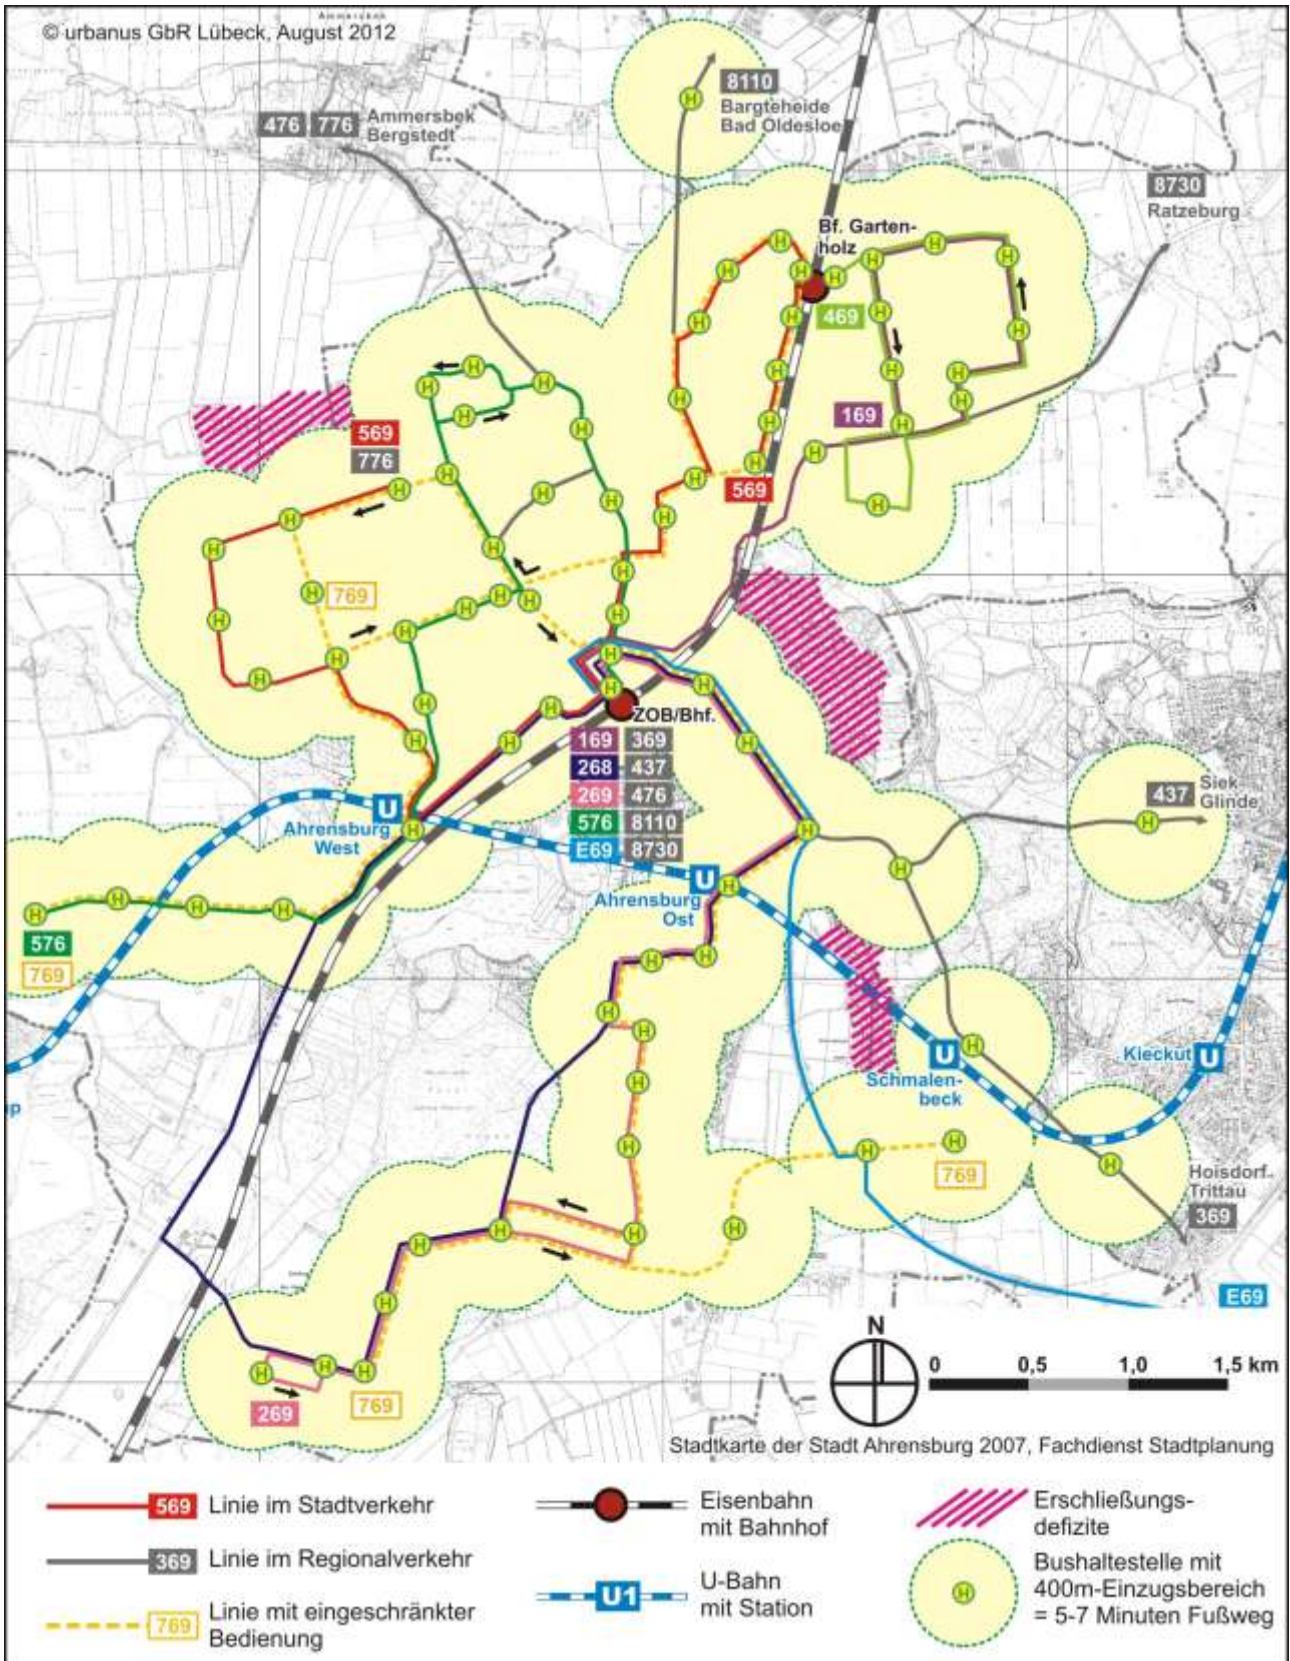 © urbanus GbR Lübeck, August 2012
8110
Bargteheide
Bad Oldesloe
476 776
Ammersbek
Bergstedt
8730
Ratzeburg
Bf. Garten-
holz
469
169
569
776
569
769
ZOB/Bhf.
169 369
268 437
269 476
576 8110
E69 8730
U
Ahrensburg
West
437
Siek
Glinde
U
Ahrensburg
Ost
576
769
U
Schmalen-
beck
Kieckut U
769
Hoisdorf
Trittau
369
E69
269
769
N
0 0,5 1,0 1,5 km
Stadtkarte der Stadt Ahrensburg 2007, Fachdienst Stadtplanung
569 Linie im Stadtverkehr
369 Linie im Regionalverkehr
769 Linie mit eingeschränkter
Bedienung
Eisenbahn
mit Bahnhof
U1 U-Bahn
mit Station
Erschließungs-
defizite
H Bushaltestelle mit
400m-Einzugsbereich
= 5-7 Minuten Fußweg